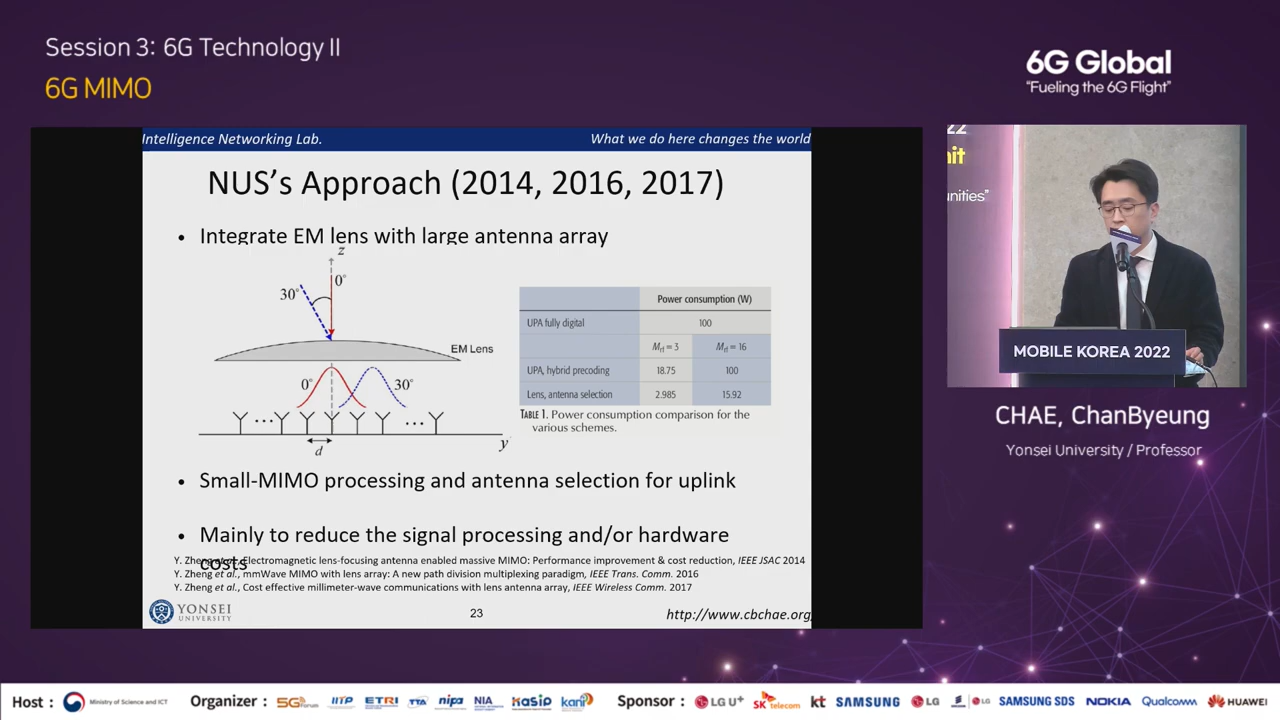 Session 3: 6G Technology II
6G MIMO
6G Global
"Fueling the 6G Flight"
Intelligence Networking Lab.
What we do here changes the world
NUS's Approach (2014, 2016, 2017)
• Integrate EM lens with large antenna array
z
0°
30°
EM Lens
0°
30°
d
y
Power consumption (W)
UPA fully digital 100
Mrf = 3 Mrf = 16
UPA, hybrid precoding 18.75 100
Lens, antenna selection 2.985 15.92
TABLE 1. Power consumption comparison for the
various schemes.
• Small-MIMO processing and antenna selection for uplink
• Mainly to reduce the signal processing and/or hardware
costs
Y. Zheng et al., Electromagnetic lens-focusing antenna enabled massive MIMO: Performance improvement & cost reduction, IEEE JSAC 2014
Y. Zheng et al., mmWave MIMO with lens array: A new path division multiplexing paradigm, IEEE Trans. Comm. 2016
Y. Zheng et al., Cost effective millimeter-wave communications with lens antenna array, IEEE Wireless Comm. 2017
YONSEI
UNIVERSITY
23
http://www.cbchae.org
MOBILE KOREA 2022
CHAE, ChanByeung
Yonsei University / Professor
Host :
Ministry of Science and ICT
Organizer :
5G Forum
IITP
ETRI
TTA
nipa
NIA
kani
Sponsor :
LG U+
SK telecom
kt
SAMSUNG
LG
LG
SAMSUNG SDS
NOKIA
Qualcomm
HUAWEI